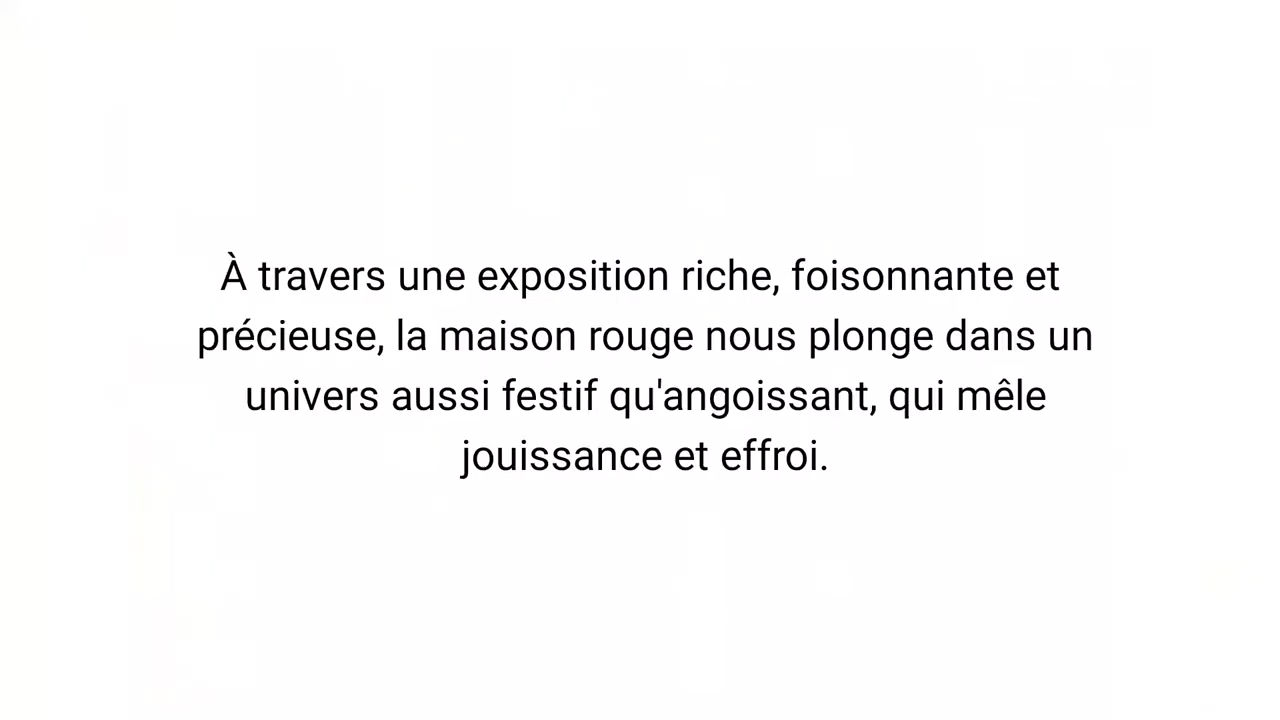 À travers une exposition riche, foisonnante et
précieuse, la maison rouge nous plonge dans un
univers aussi festif qu'angoissant, qui mêle
jouissance et effroi.